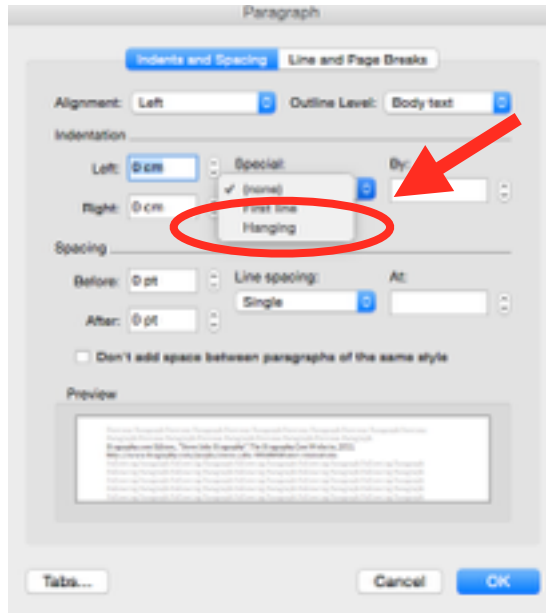 Paragraph
Indents and Spacing Line and Page Breaks
Alignment: Left Outline Level: Body text
Indentation
Left: 0 cm Special: By:
✓ (none)
Right: 0 cm First line
Hanging
Spacing
Before: 0 pt Line spacing: At:
Single
After: 0 pt
Don't add space between paragraphs of the same style
Preview
Tabs... Cancel OK